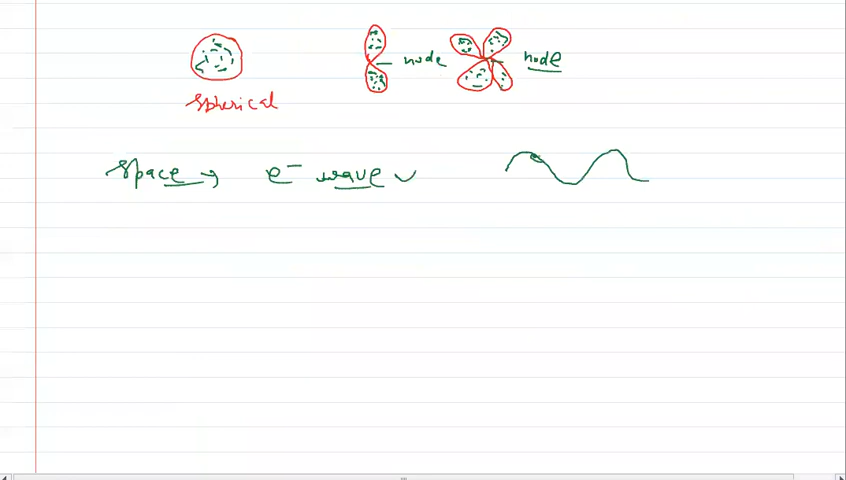 node node
spherical
space → e⁻ wave ✓